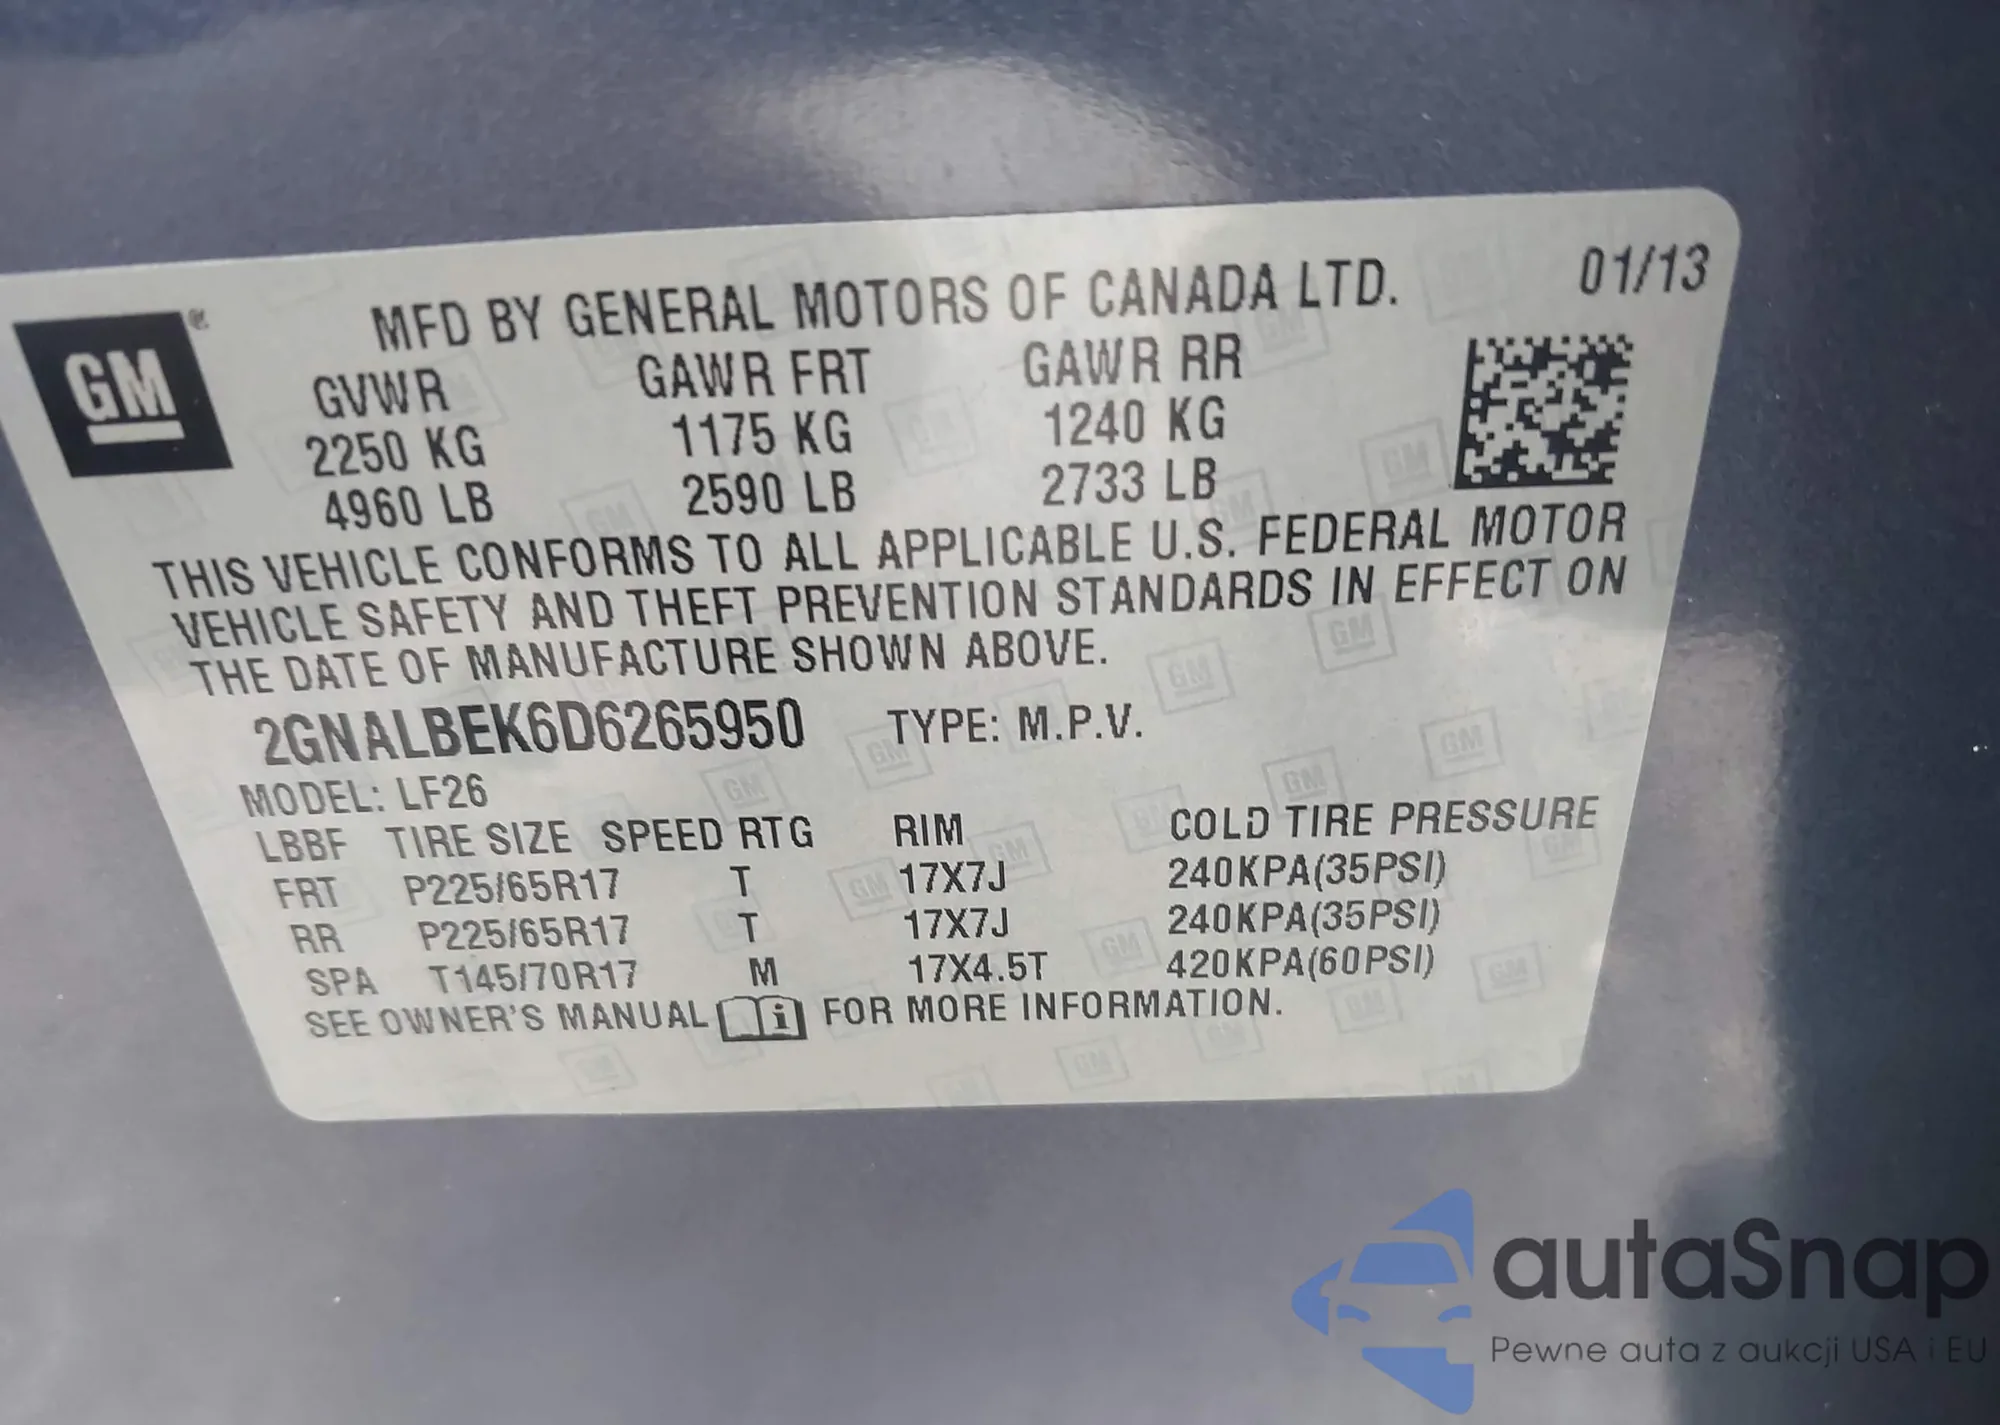 MFD BY GENERAL MOTORS OF CANADA LTD. 01/13
GM ®
GVWR GAWR FRT GAWR RR
2250 KG 1175 KG 1240 KG
4960 LB 2590 LB 2733 LB
THIS VEHICLE CONFORMS TO ALL APPLICABLE U.S. FEDERAL MOTOR
VEHICLE SAFETY AND THEFT PREVENTION STANDARDS IN EFFECT ON
THE DATE OF MANUFACTURE SHOWN ABOVE.
2GNALBEK6D6265950 TYPE: M.P.V.
MODEL: LF26
LBBF TIRE SIZE SPEED RTG RIM COLD TIRE PRESSURE
FRT P225/65R17 T 17X7J 240KPA(35PSI)
RR P225/65R17 T 17X7J 240KPA(35PSI)
SPA T145/70R17 M 17X4.5T 420KPA(60PSI)
SEE OWNER'S MANUAL i FOR MORE INFORMATION.
autaSnap
Pewne auta z aukcji USA i EU